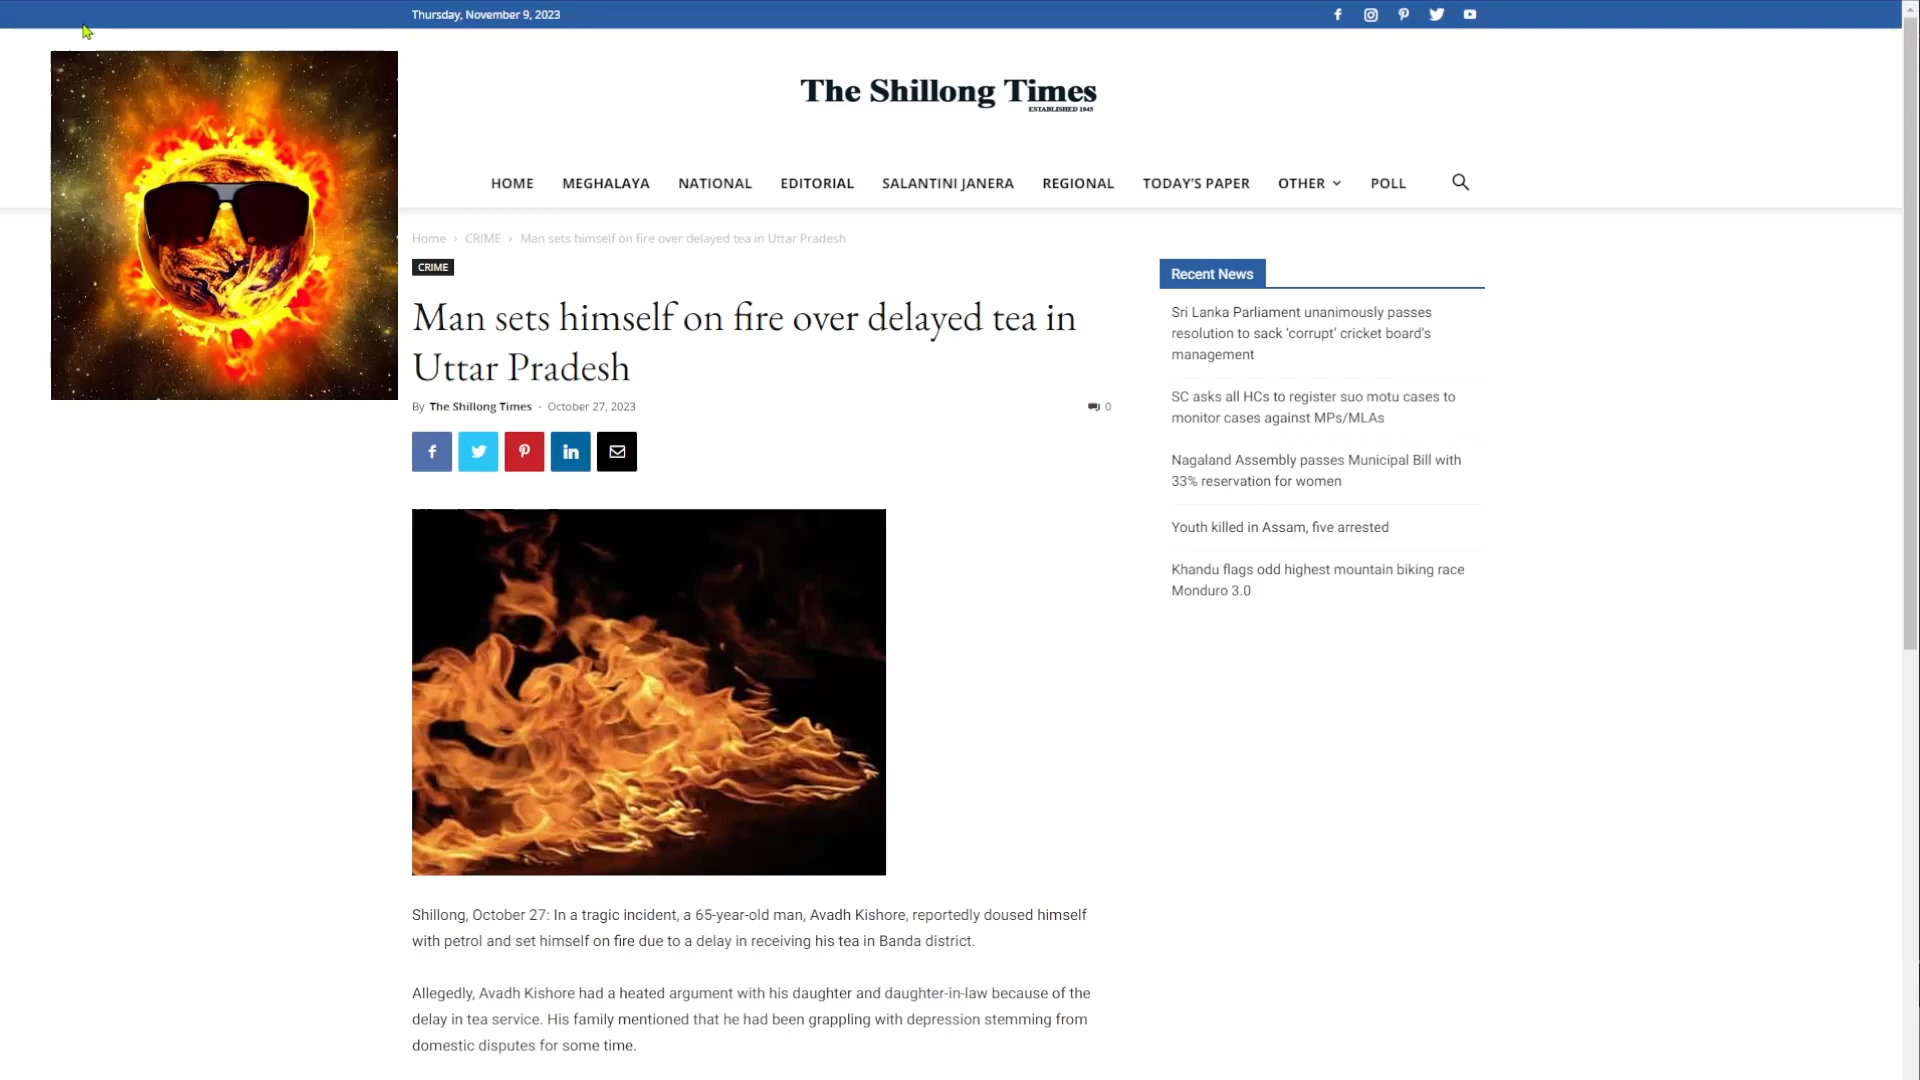 Thursday, November 9, 2023
The Shillong Times
ESTABLISHED 1945
HOME MEGHALAYA NATIONAL EDITORIAL SALANTINI JANERA REGIONAL TODAY'S PAPER OTHER POLL
Home › CRIME › Man sets himself on fire over delayed tea in Uttar Pradesh
CRIME
Man sets himself on fire over delayed tea in
Uttar Pradesh
By The Shillong Times - October 27, 2023
0
Shillong, October 27: In a tragic incident, a 65-year-old man, Avadh Kishore, reportedly doused himself
with petrol and set himself on fire due to a delay in receiving his tea in Banda district.
Allegedly, Avadh Kishore had a heated argument with his daughter and daughter-in-law because of the
delay in tea service. His family mentioned that he had been grappling with depression stemming from
domestic disputes for some time.
Recent News
Sri Lanka Parliament unanimously passes
resolution to sack ‘corrupt’ cricket board’s
management
SC asks all HCs to register suo motu cases to
monitor cases against MPs/MLAs
Nagaland Assembly passes Municipal Bill with
33% reservation for women
Youth killed in Assam, five arrested
Khandu flags odd highest mountain biking race
Monduro 3.0